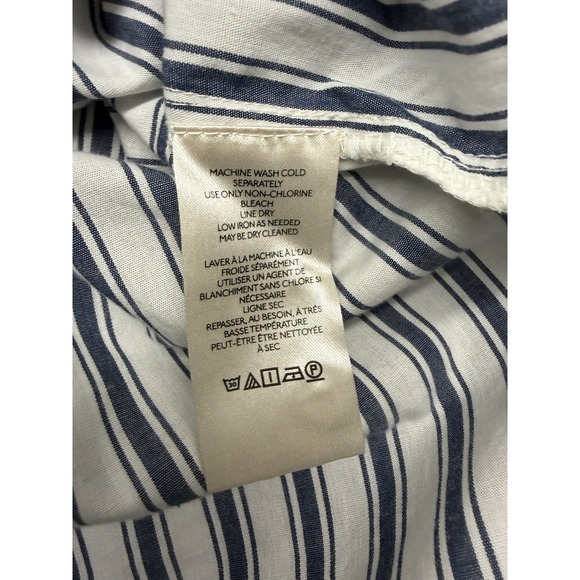 MACHINE WASH COLD
SEPARATELY
USE ONLY NON-CHLORINE
BLEACH
LINE DRY
LOW IRON AS NEEDED
MAY BE DRY CLEANED
LAVER À LA MACHINE À L'EAU
FROIDE SÉPARÉMENT
UTILISER UN AGENT DE
BLANCHIMENT SANS CHLORE SI
NÉCESSAIRE
LIGNE SEC
REPASSER, AU BESOIN, À TRÈS
BASSE TEMPÉRATURE
PEUT-ÊTRE ÊTRE NETTOYÉE
À SEC
30 P